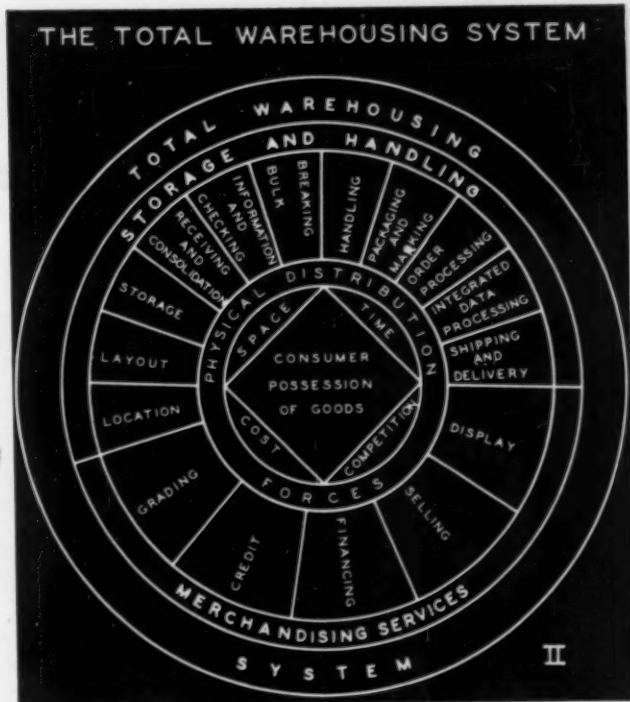 THE TOTAL WAREHOUSING SYSTEM
TOTAL WAREHOUSING
STORAGE AND HANDLING
LOCATION
LAYOUT
STORAGE
RECEIVING
AND
CONSOLIDATION
INFORMATION
AND
CHECKING
BREAKING
BULK
HANDLING
PACKAGING
AND
MARKING
ORDER
PROCESSING
INTEGRATED
DATA
PROCESSING
SHIPPING
AND
DELIVERY
PHYSICAL DISTRIBUTION
SPACE
TIME
CONSUMER
POSSESSION
OF GOODS
COST
COMPETITION
FORCES
GRADING
CREDIT
FINANCING
SELLING
DISPLAY
MERCHANDISING SERVICES
SYSTEM
II